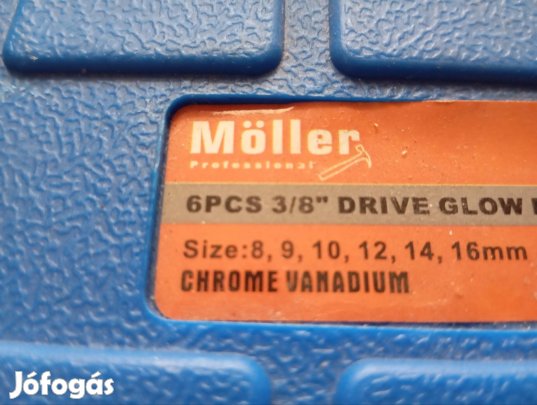 Möller
Professional
6PCS 3/8" DRIVE GLOW
Size:8, 9, 10, 12, 14, 16mm
CHROME VANADIUM
Jófogás